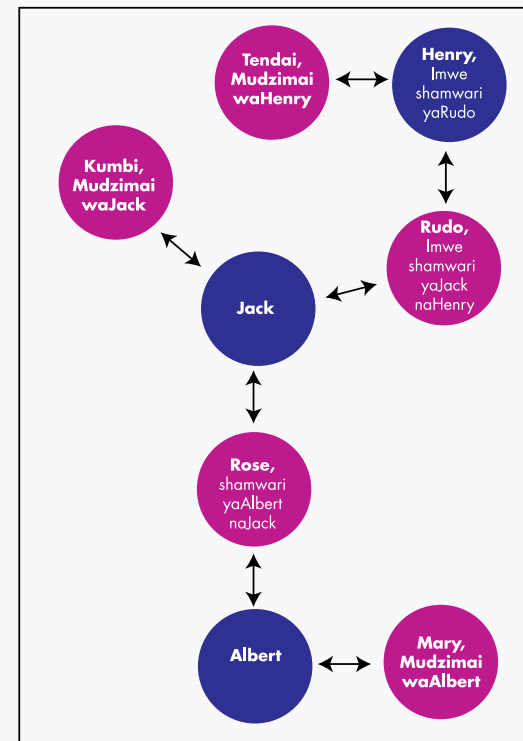 Tendai,
Mudzimai
waHenry
Henry,
Imwe
shamwari
yaRudo
Kumbi,
Mudzimai
waJack
Rudo,
Imwe
shamwari
yaJack
naHenry
Jack
Rose,
shamwari
yaAlbert
naJack
Albert
Mary,
Mudzimai
waAlbert